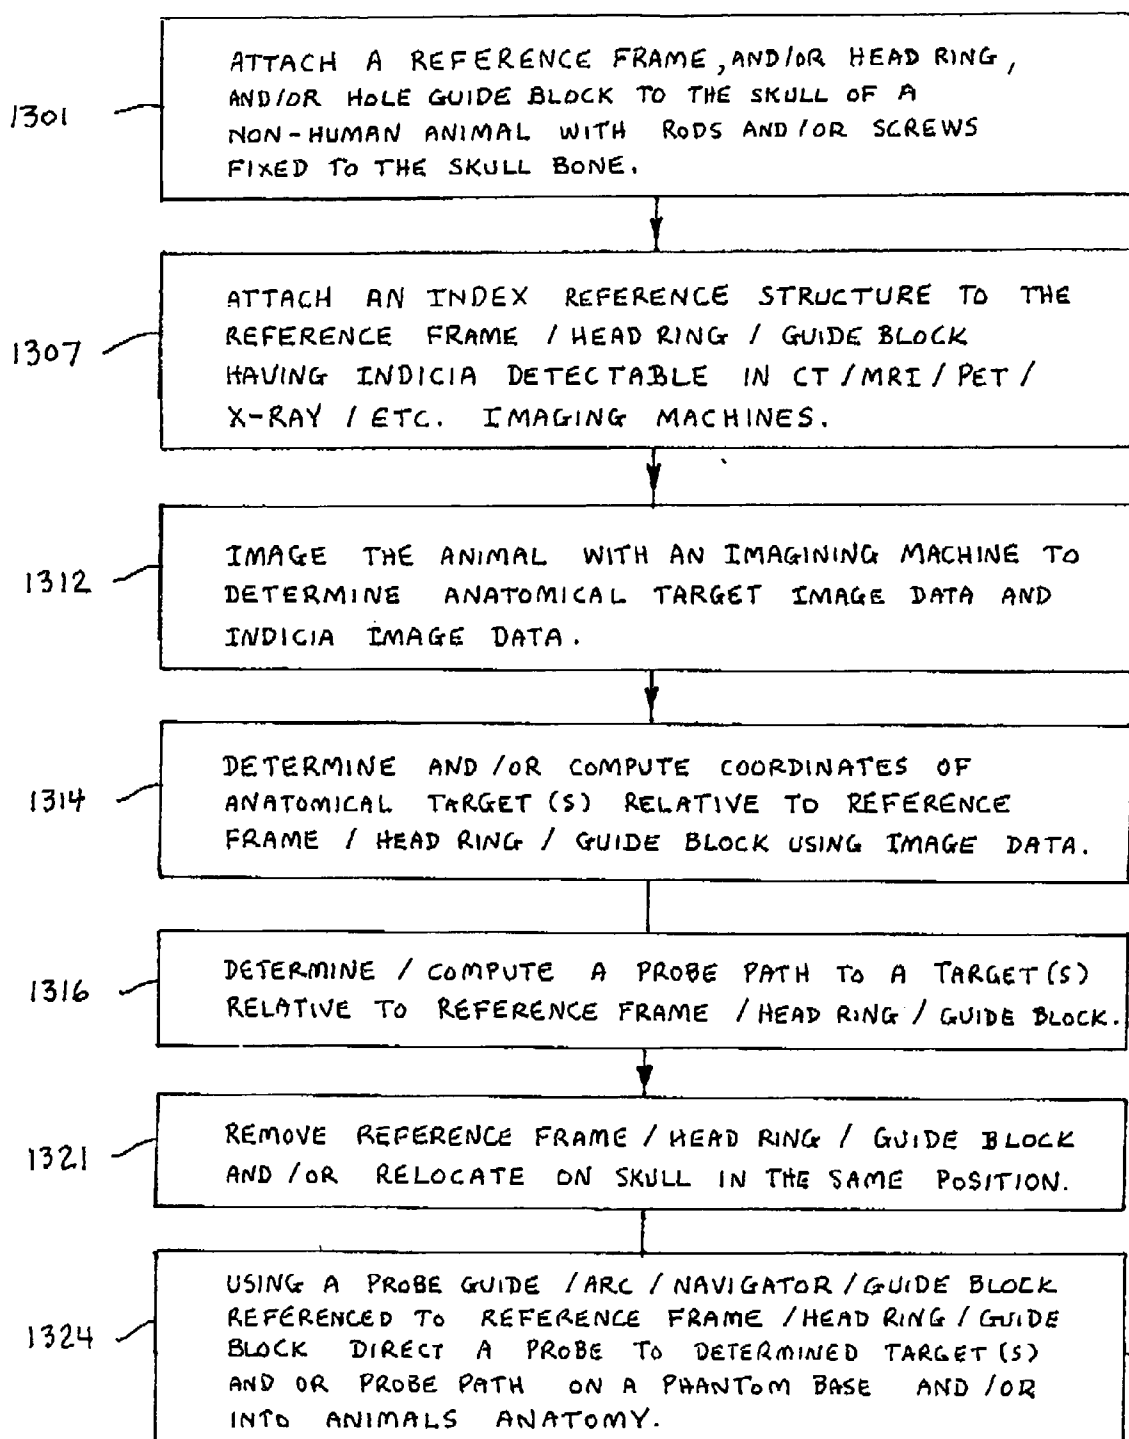 ATTACH A REFERENCE FRAME, AND/OR HEAD RING,
AND/OR HOLE GUIDE BLOCK TO THE SKULL OF A
NON-HUMAN ANIMAL WITH RODS AND/OR SCREWS
FIXED TO THE SKULL BONE.
1301
ATTACH AN INDEX REFERENCE STRUCTURE TO THE
REFERENCE FRAME / HEAD RING / GUIDE BLOCK
HAVING INDICIA DETECTABLE IN CT/MRI/PET/
X-RAY / ETC. IMAGING MACHINES.
1307
IMAGE THE ANIMAL WITH AN IMAGINING MACHINE TO
DETERMINE ANATOMICAL TARGET IMAGE DATA AND
INDICIA IMAGE DATA.
1312
DETERMINE AND/OR COMPUTE COORDINATES OF
ANATOMICAL TARGET(S) RELATIVE TO REFERENCE
FRAME / HEAD RING / GUIDE BLOCK USING IMAGE DATA.
1314
DETERMINE / COMPUTE A PROBE PATH TO A TARGET(S)
RELATIVE TO REFERENCE FRAME / HEAD RING / GUIDE BLOCK.
1316
REMOVE REFERENCE FRAME / HEAD RING / GUIDE BLOCK
AND/OR RELOCATE ON SKULL IN THE SAME POSITION.
1321
USING A PROBE GUIDE / ARC / NAVIGATOR / GUIDE BLOCK
REFERENCED TO REFERENCE FRAME / HEAD RING / GUIDE
BLOCK DIRECT A PROBE TO DETERMINED TARGET(S)
AND OR PROBE PATH ON A PHANTOM BASE AND/OR
INTO ANIMALS ANATOMY.
1324